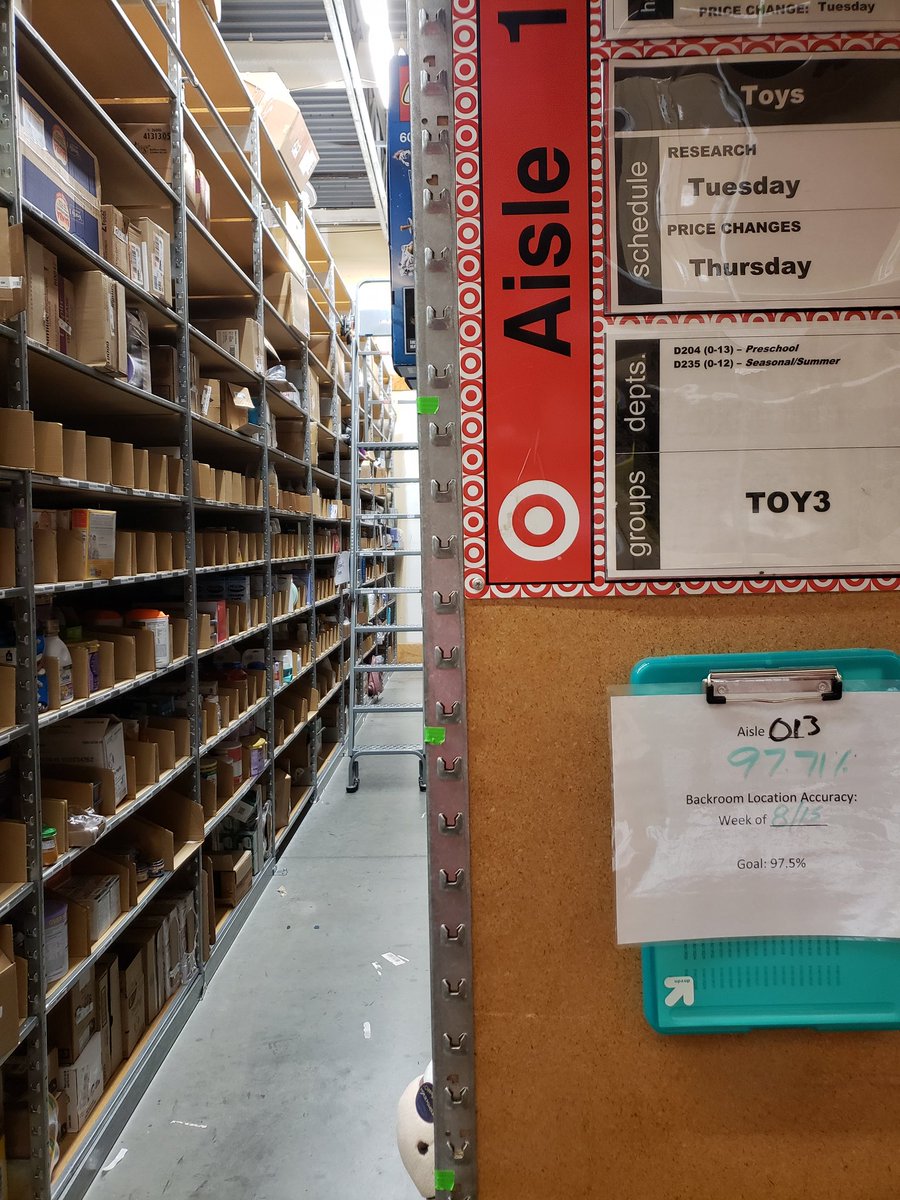 PRICE CHANGE: Tuesday
Aisle 1
Toys
schedule
RESEARCH
Tuesday
PRICE CHANGES
Thursday
groups depts.
D204 (0-13) – Preschool
D235 (0-12) – Seasonal/Summer
TOY3
Aisle 013
97.71%
Backroom Location Accuracy:
Week of 8/15
Goal: 97.5%
413130
60